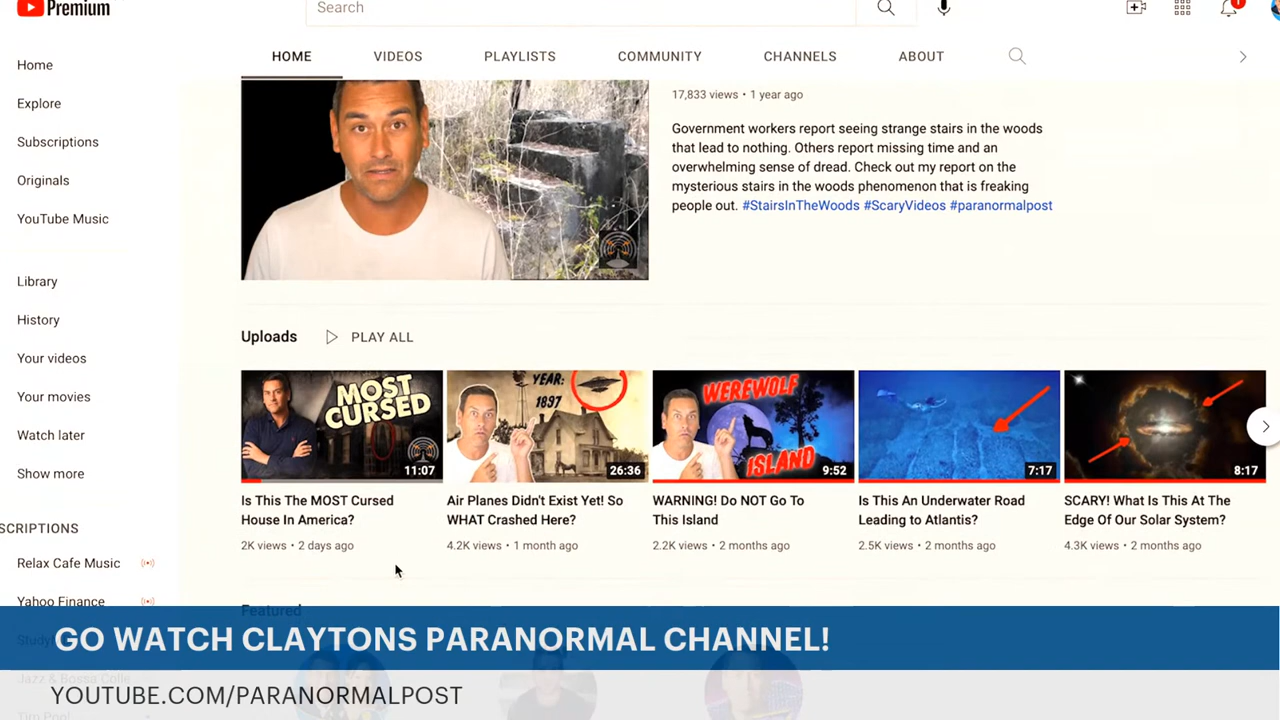 Premium
Search
1
HOME VIDEOS PLAYLISTS COMMUNITY CHANNELS ABOUT
Home
Explore
Subscriptions
Originals
YouTube Music
Library
History
Your videos
Your movies
Watch later
Show more
SCRIPTIONS
Relax Cafe Music
Yahoo Finance
17,833 views • 1 year ago
Government workers report seeing strange stairs in the woods
that lead to nothing. Others report missing time and an
overwhelming sense of dread. Check out my report on the
mysterious stairs in the woods phenomenon that is freaking
people out. #StairsInTheWoods #ScaryVideos #paranormalpost
Uploads PLAY ALL
MOST
CURSED
11:07
Is This The MOST Cursed
House In America?
2K views • 2 days ago
YEAR:
1897
26:36
Air Planes Didn't Exist Yet! So
WHAT Crashed Here?
4.2K views • 1 month ago
WEREWOLF
ISLAND
9:52
WARNING! Do NOT Go To
This Island
2.2K views • 2 months ago
7:17
Is This An Underwater Road
Leading to Atlantis?
2.5K views • 2 months ago
8:17
SCARY! What Is This At The
Edge Of Our Solar System?
4.3K views • 2 months ago
Featured
GO WATCH CLAYTONS PARANORMAL CHANNEL!
Jazz & Bossa Colle
YOUTUBE.COM/PARANORMALPOST
Tim Pool